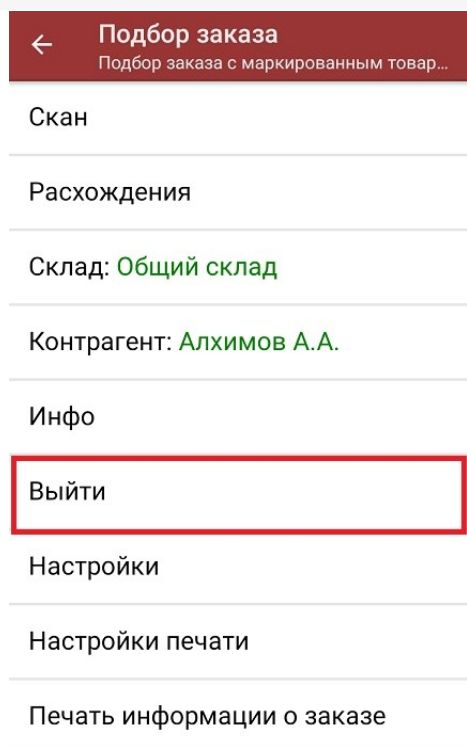 Подбор заказа
Подбор заказа с маркированным товар...
Скан
Расхождения
Склад: Общий склад
Контрагент: Алхимов А.А.
Инфо
Выйти
Настройки
Настройки печати
Печать информации о заказе